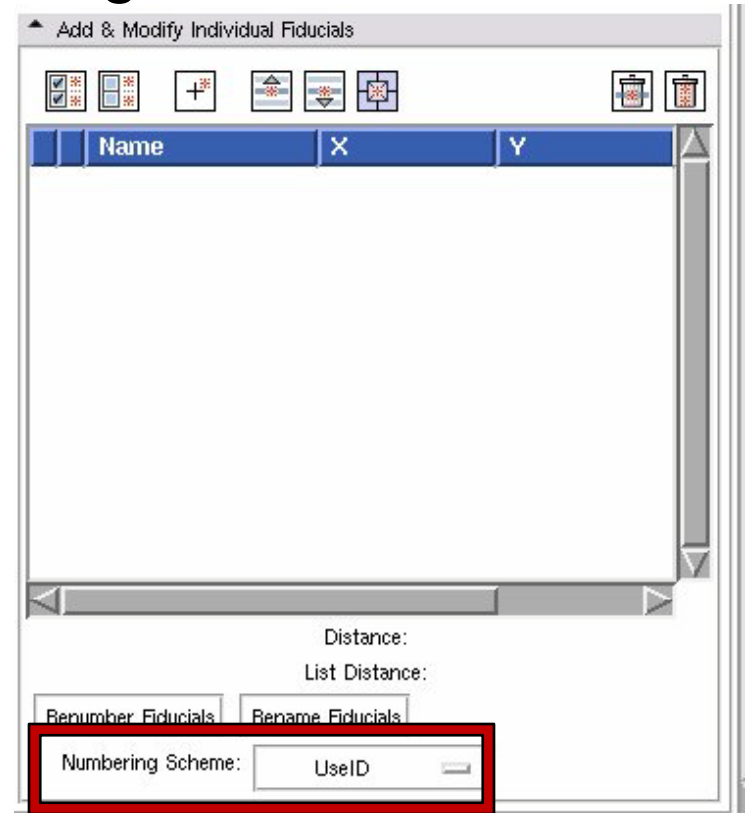 Add & Modify Individual Fiducials
Name X Y
Distance:
List Distance:
Renumber Fiducials Rename Fiducials
Numbering Scheme: UseID